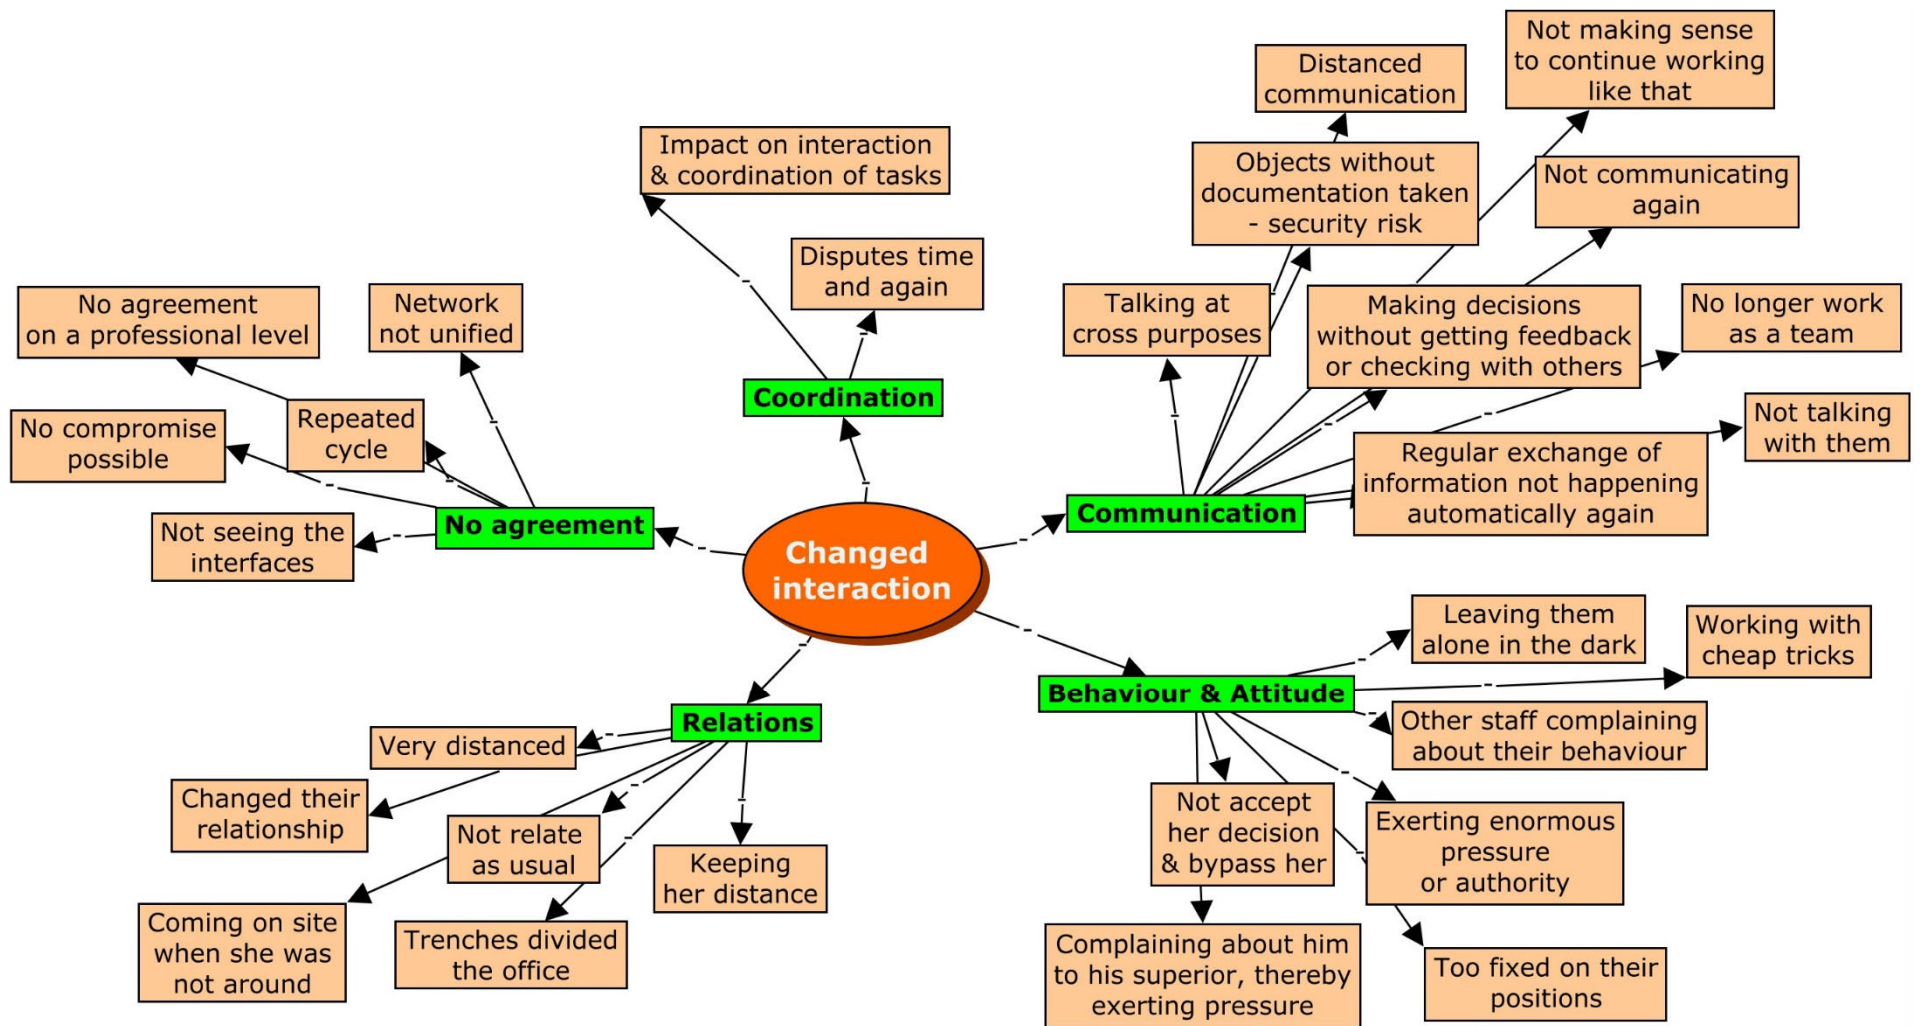 Not making sense
to continue working
like that
Distanced
communication
Impact on interaction
& coordination of tasks
Objects without
documentation taken
- security risk
Not communicating
again
Disputes time
and again
No agreement
on a professional level
Network
not unified
Talking at
cross purposes
Making decisions
without getting feedback
or checking with others
No longer work
as a team
Coordination
No compromise
possible
Repeated
cycle
Not talking
with them
Regular exchange of
information not happening
automatically again
Communication
No agreement
Not seeing the
interfaces
Changed
interaction
Leaving them
alone in the dark
Working with
cheap tricks
Behaviour & Attitude
Relations
Other staff complaining
about their behaviour
Very distanced
Changed their
relationship
Not relate
as usual
Keeping
her distance
Not accept
her decision
& bypass her
Exerting enormous
pressure
or authority
Coming on site
when she was
not around
Trenches divided
the office
Complaining about him
to his superior, thereby
exerting pressure
Too fixed on their
positions